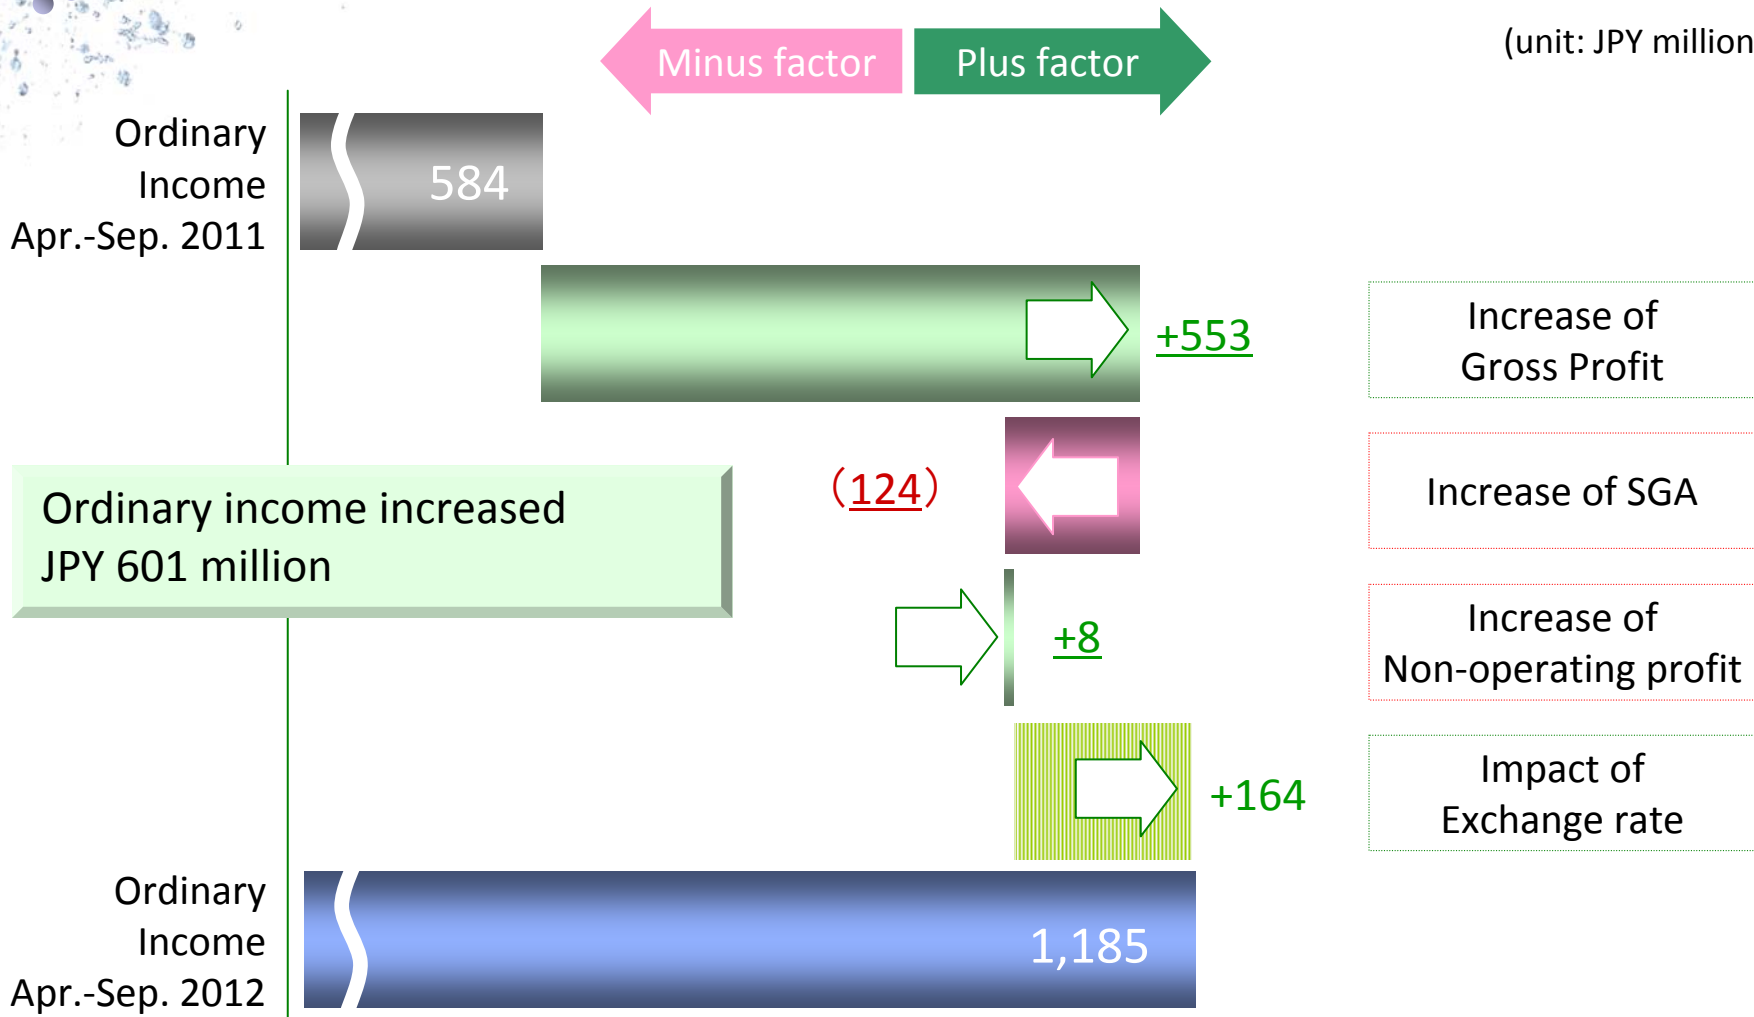 Minus factor
Plus factor
(unit: JPY million
Ordinary
Income
Apr.-Sep. 2011
584
+553
Increase of
Gross Profit
(124)
Increase of SGA
Ordinary income increased
JPY 601 million
+8
Increase of
Non-operating profit
+164
Impact of
Exchange rate
Ordinary
Income
Apr.-Sep. 2012
1,185